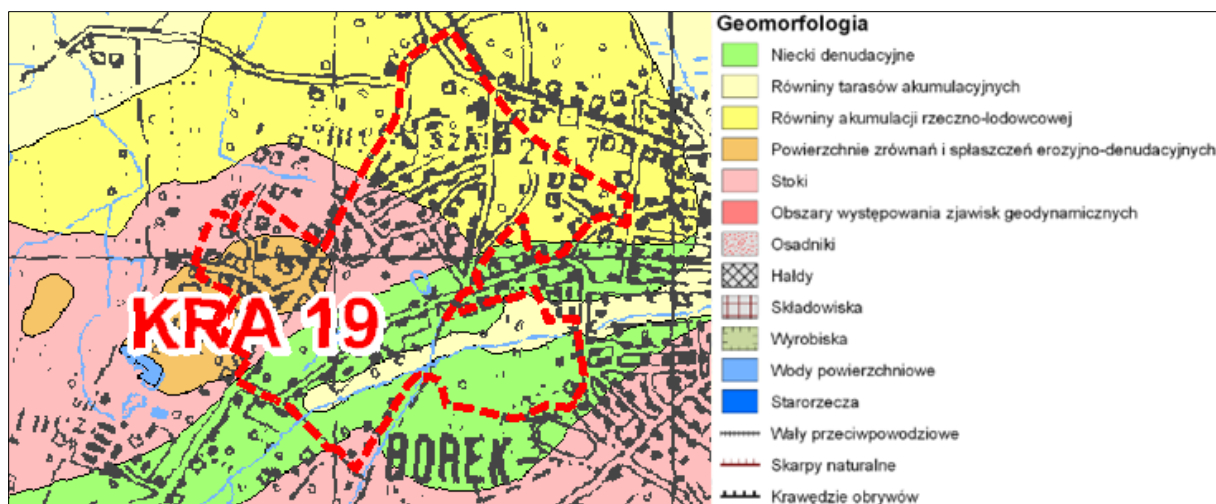 Geomorfologia
Niecki denudacyjne
Równiny tarasów akumulacyjnych
Równiny akumulacji rzeczno-lodowcowej
Powierzchnie zrównań i spłaszczeń erozyjno-denudacyjnych
Stoki
Obszary występowania zjawisk geodynamicznych
Osadniki
Hałdy
Składowiska
Wyrobiska
Wody powierzchniowe
Starorzecza
Wały przeciwpowodziowe
Skarpy naturalne
Krawędzie obrywów
KRA 19
BOREK